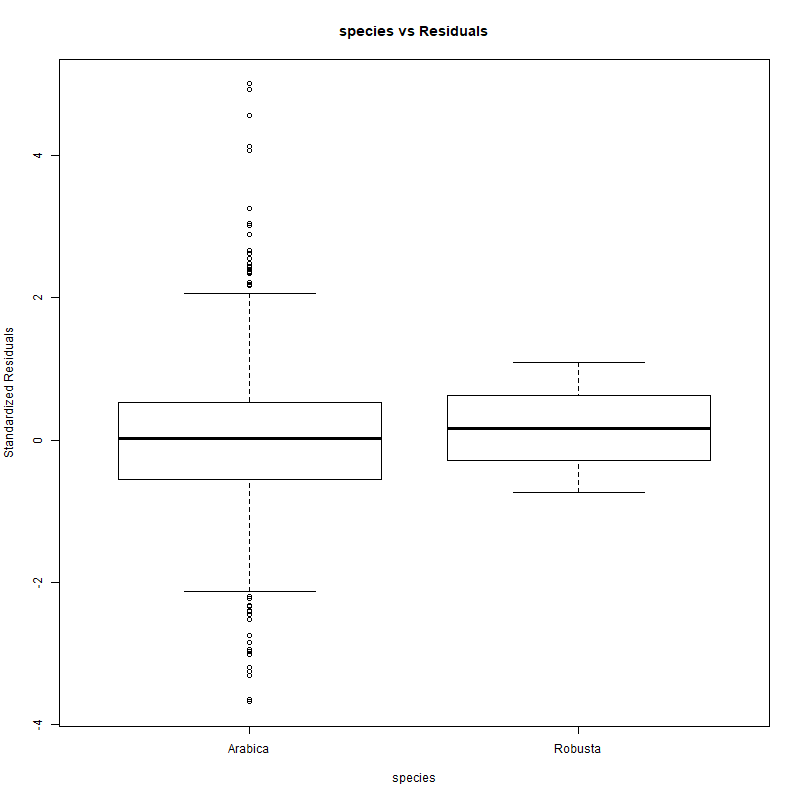 species vs Residuals
Standardized Residuals
4
2
0
-2
-4
Arabica
Robusta
species